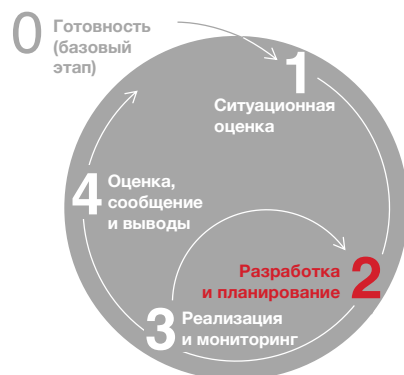 0
Готовность
(базовый
этап)
1
Ситуационная
оценка
Разработка
и планирование
2
3
Реализация
и мониторинг
4
Оценка,
сообщение
и выводы